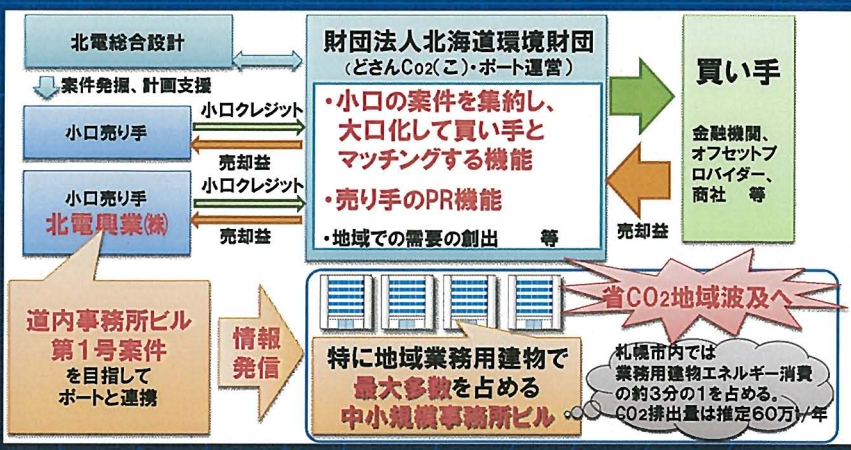 北電総合設計
案件発掘、計画支援
小口売り手
小口クレジット
売却益
小口売り手
北電興業㈱
小口クレジット
売却益
財団法人北海道環境財団
(どさんCO2(こ)・ポート運営)
・小口の案件を集約し、
大口化して買い手と
マッチングする機能
・売り手のPR機能
・地域での需要の創出 等
買い手
金融機関、
オフセットプ
ロバイダー、
商社 等
売却益
道内事務所ビル
第1号案件
を目指して
ポートと連携
情報
発信
特に地域業務用建物で
最大多数を占める
中小規模事務所ビル
省CO2地域波及へ
札幌市内では
業務用建物エネルギー消費
の約3分の1を占める。
CO2排出量は推定60万t/年